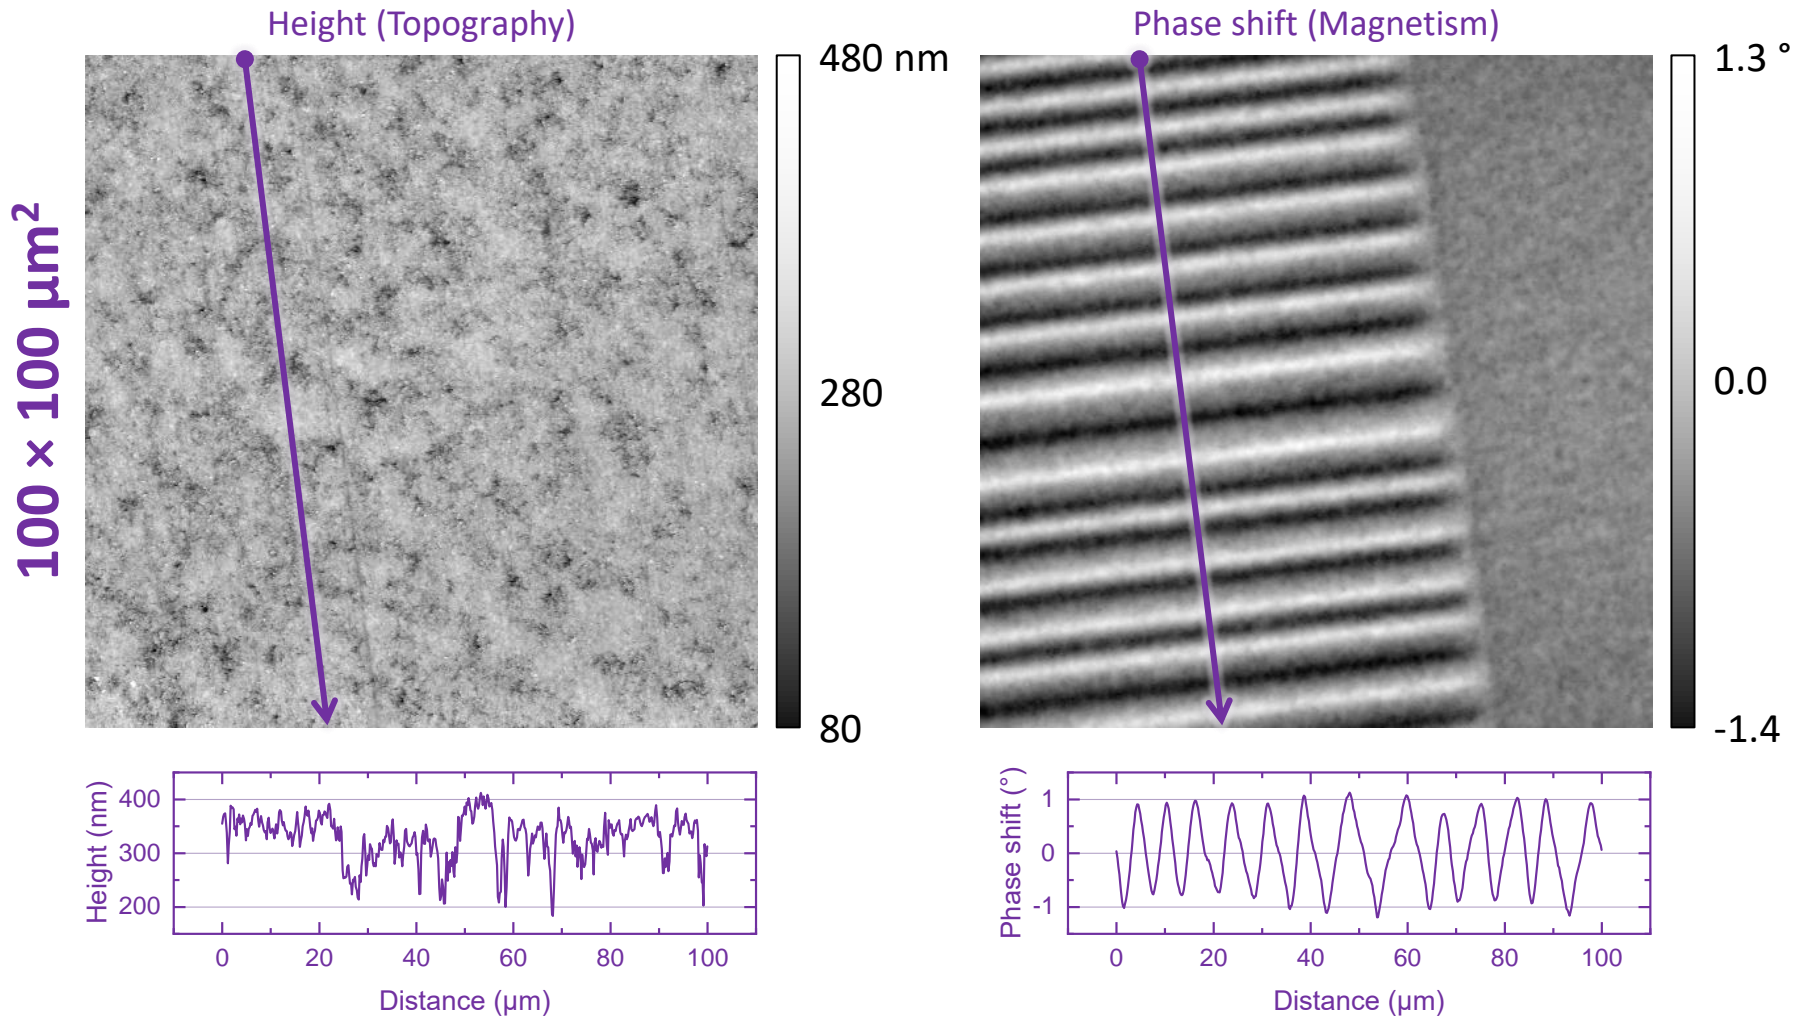 Height (Topography)
Phase shift (Magnetism)
100 × 100 µm²
480 nm
280
80
1.3 °
0.0
-1.4
Height (nm)
400
300
200
0 20 40 60 80 100
Distance (µm)
Phase shift (°)
1
0
-1
0 20 40 60 80 100
Distance (µm)